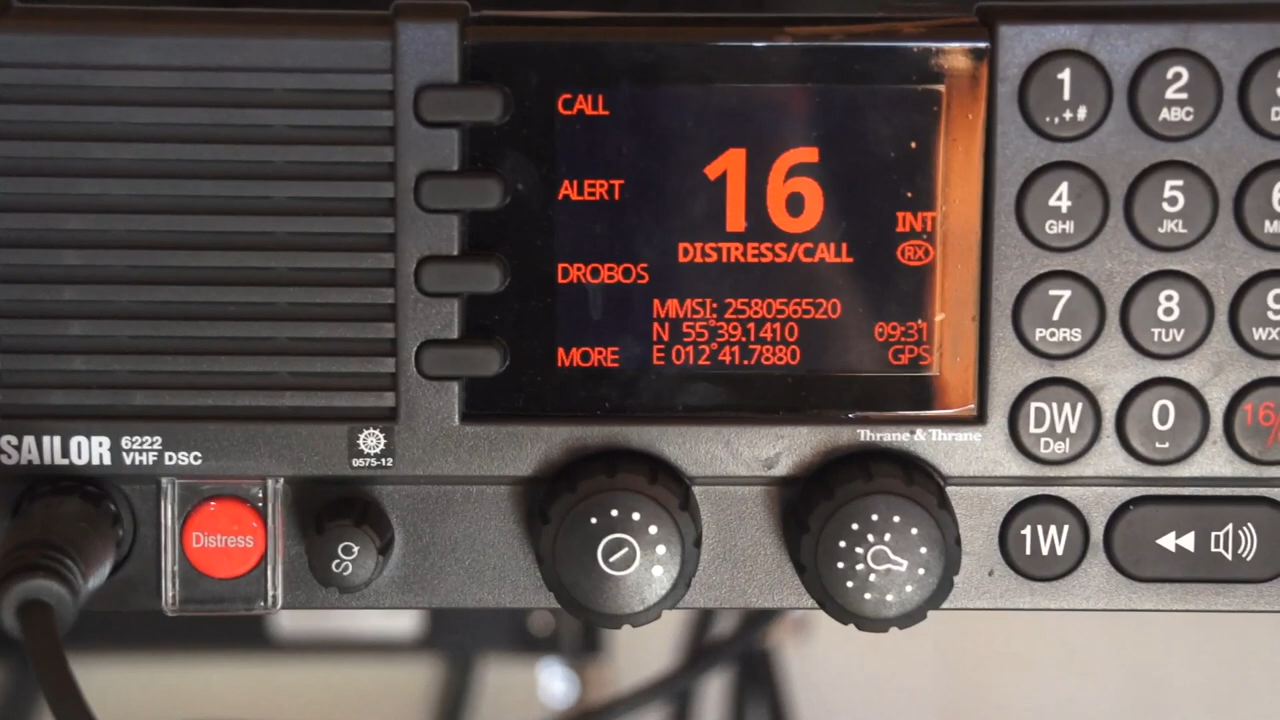 CALL
ALERT
DROBOS
MORE
16
DISTRESS/CALL
INT
RX
MMSI: 258056520
N 55°39.1410
09:31
E 012°41.7880
GPS
SAILOR
6222
VHF DSC
0575-12
Thrane & Thrane
Distress
SQ
1
.,+#
2
ABC
4
GHI
5
JKL
7
PQRS
8
TUV
9
DW
Del
0
16/
1W